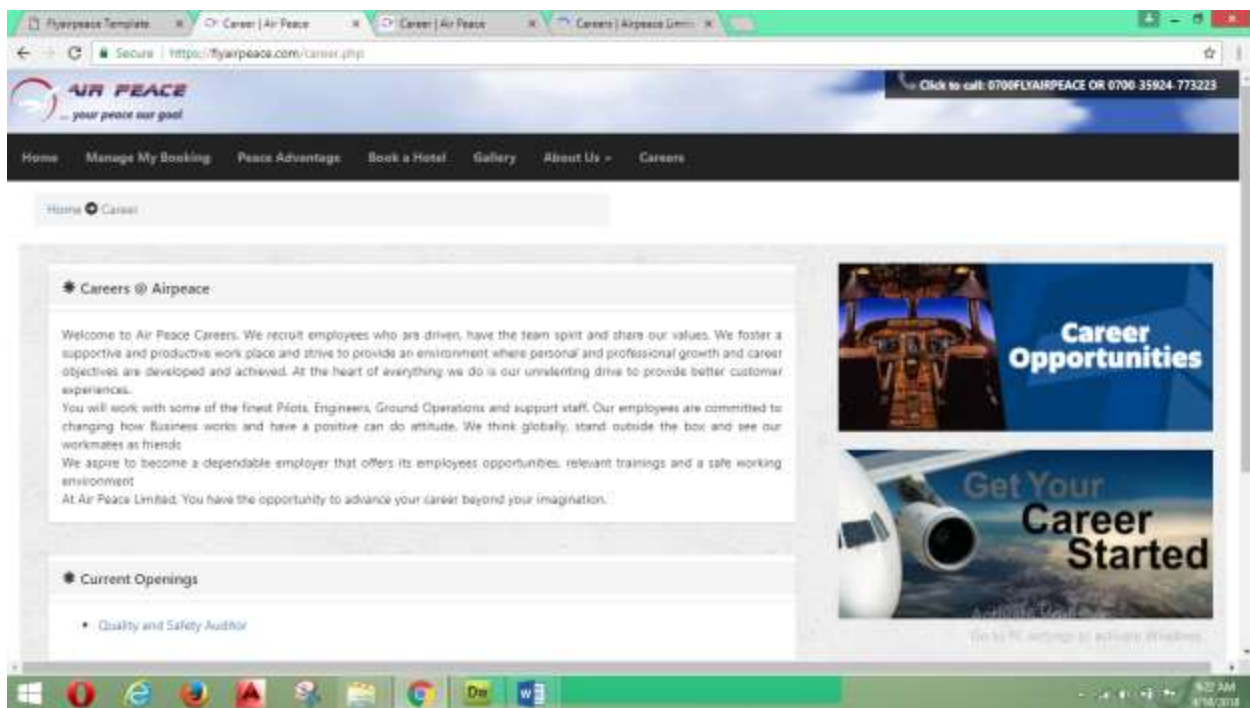 Flyairpeace Template
Career | Air Peace
Career | Air Peace
Careers | Airpeace Limi
Secure
https://flyairpeace.com/career.php
AIR PEACE
... your peace our goal
Click to call: 0700FLYAIRPEACE OR 0700-35924-773223
Home Manage My Booking Peace Advantage Book a Hotel Gallery About Us Careers
Home Career
Careers @ Airpeace
Welcome to Air Peace Careers. We recruit employees who are driven, have the team spirit and share our values. We foster a
supportive and productive work place and strive to provide an environment where personal and professional growth and career
objectives are developed and achieved. At the heart of everything we do is our unrelenting drive to provide better customer
experiences.
You will work with some of the finest Pilots, Engineers, Ground Operations and support staff. Our employees are committed to
changing how Business works and have a positive can do attitude. We think globally, stand outside the box and see our
workmates as friends
We aspire to become a dependable employer that offers its employees opportunities, relevant trainings and a safe working
environment
At Air Peace Limited, You have the opportunity to advance your career beyond your imagination.
Career
Opportunities
Get Your
Career
Started
Current Openings
• Quality and Safety Auditor
Activate Windows
Go to PC settings to activate Windows.
Dw
9:22 AM
4/10/2018